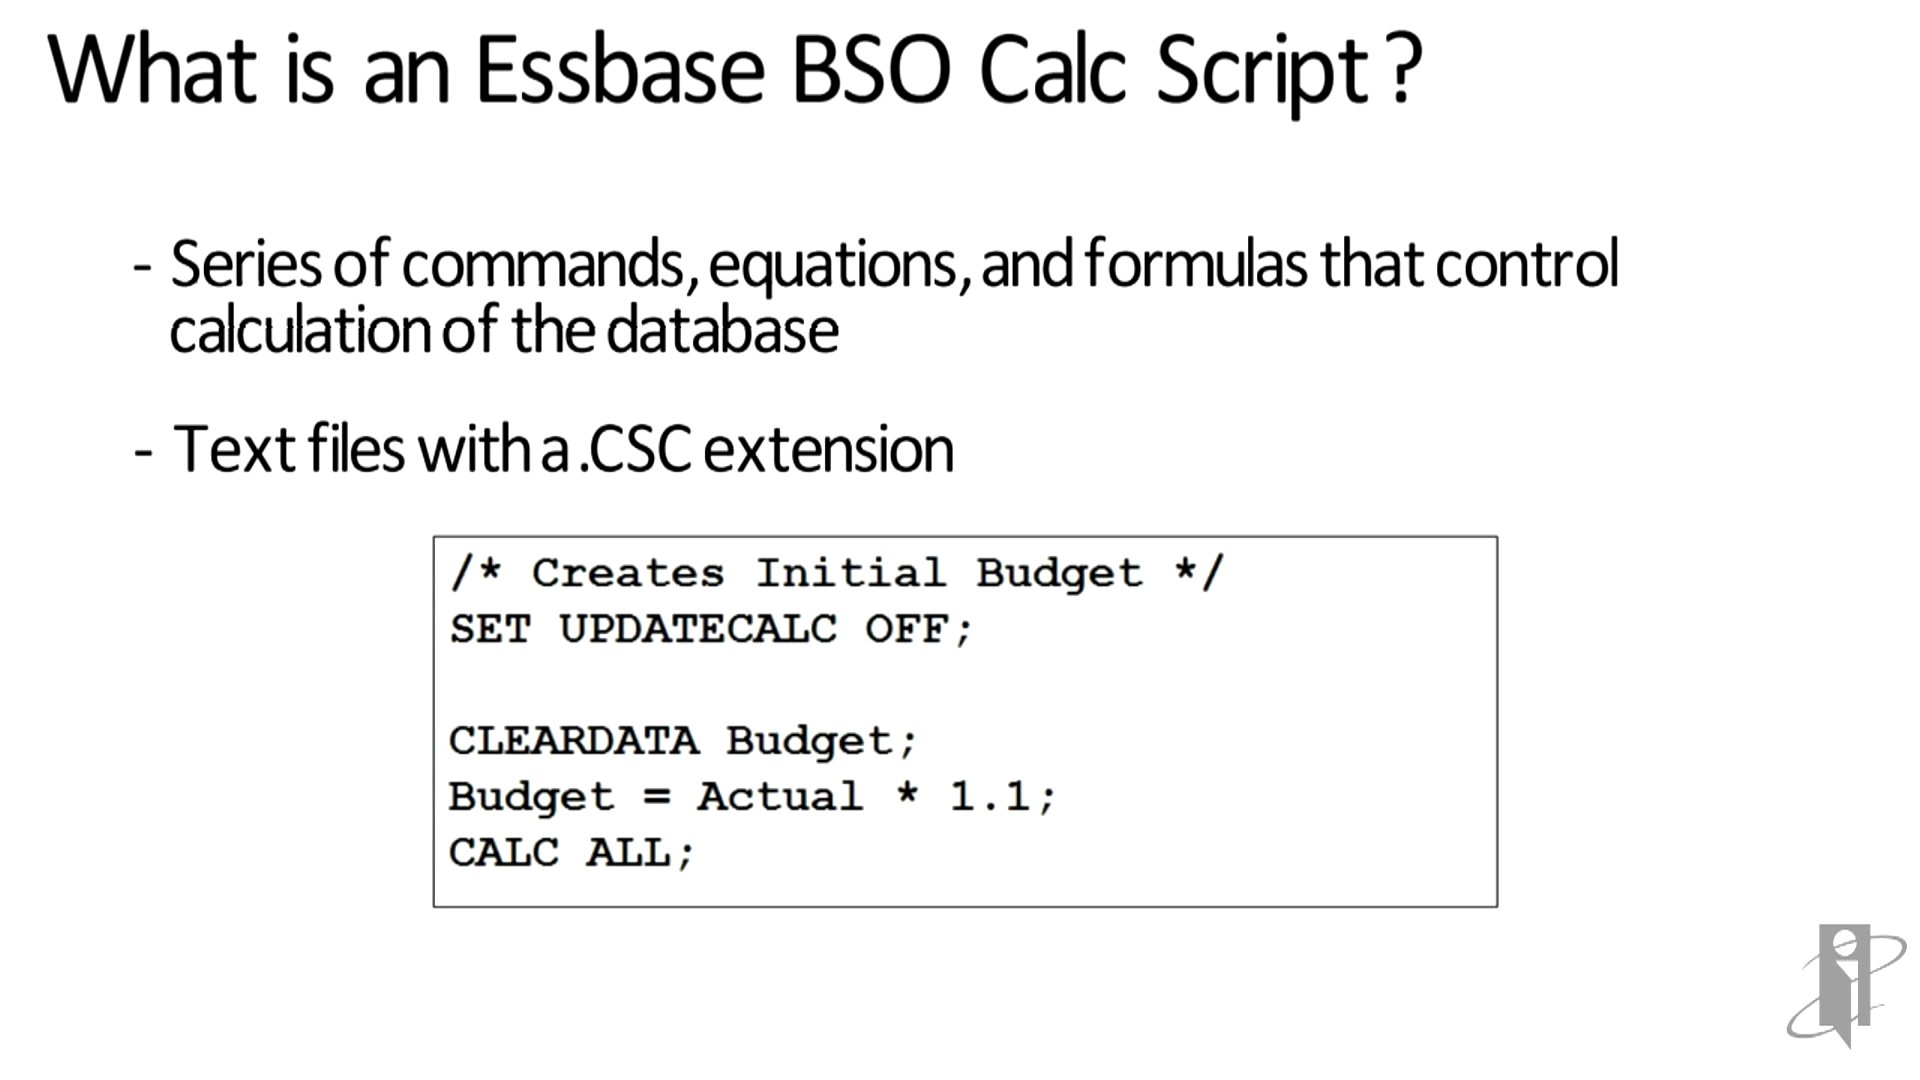 What is an Essbase BSO Calc Script ?
- Series of commands, equations, and formulas that control
calculation of the database
- Text files with a .CSC extension
/* Creates Initial Budget */
SET UPDATECALC OFF;
CLEARDATA Budget;
Budget = Actual * 1.1;
CALC ALL;